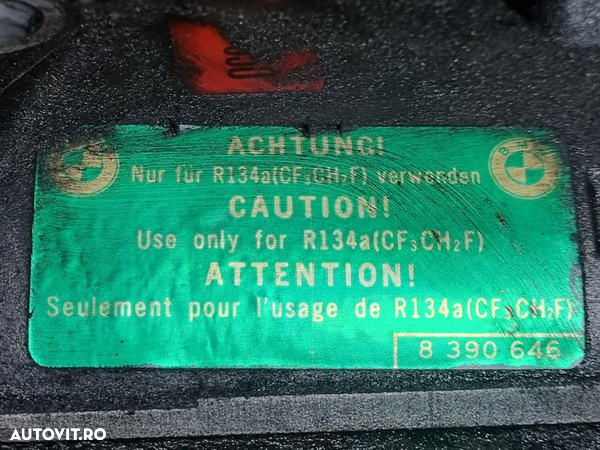 ACHTUNG!
Nur für R134a(CF₃CH₂F) verwenden
CAUTION!
Use only for R134a(CF₃CH₂F)
ATTENTION!
Seulement pour l'usage de R134a(CF₃CH₂F)
8 390 646
AUTOVIT.RO